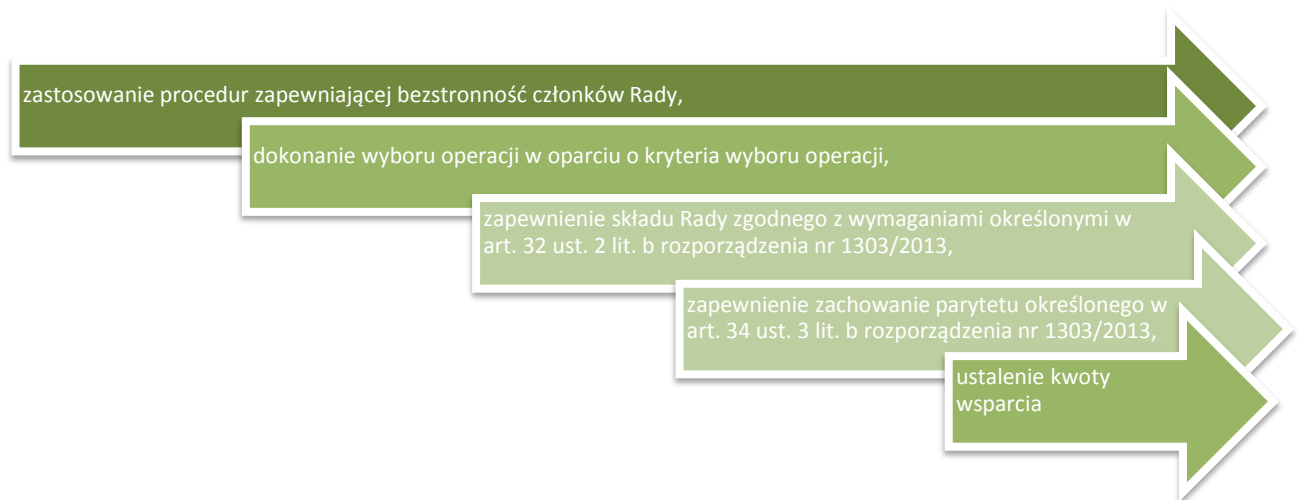 zastosowanie procedur zapewniającej bezstronność członków Rady,
dokonanie wyboru operacji w oparciu o kryteria wyboru operacji,
zapewnienie składu Rady zgodnego z wymaganiami określonymi w
art. 32 ust. 2 lit. b rozporządzenia nr 1303/2013,
zapewnienie zachowanie parytetu określonego w
art. 34 ust. 3 lit. b rozporządzenia nr 1303/2013,
ustalenie kwoty
wsparcia